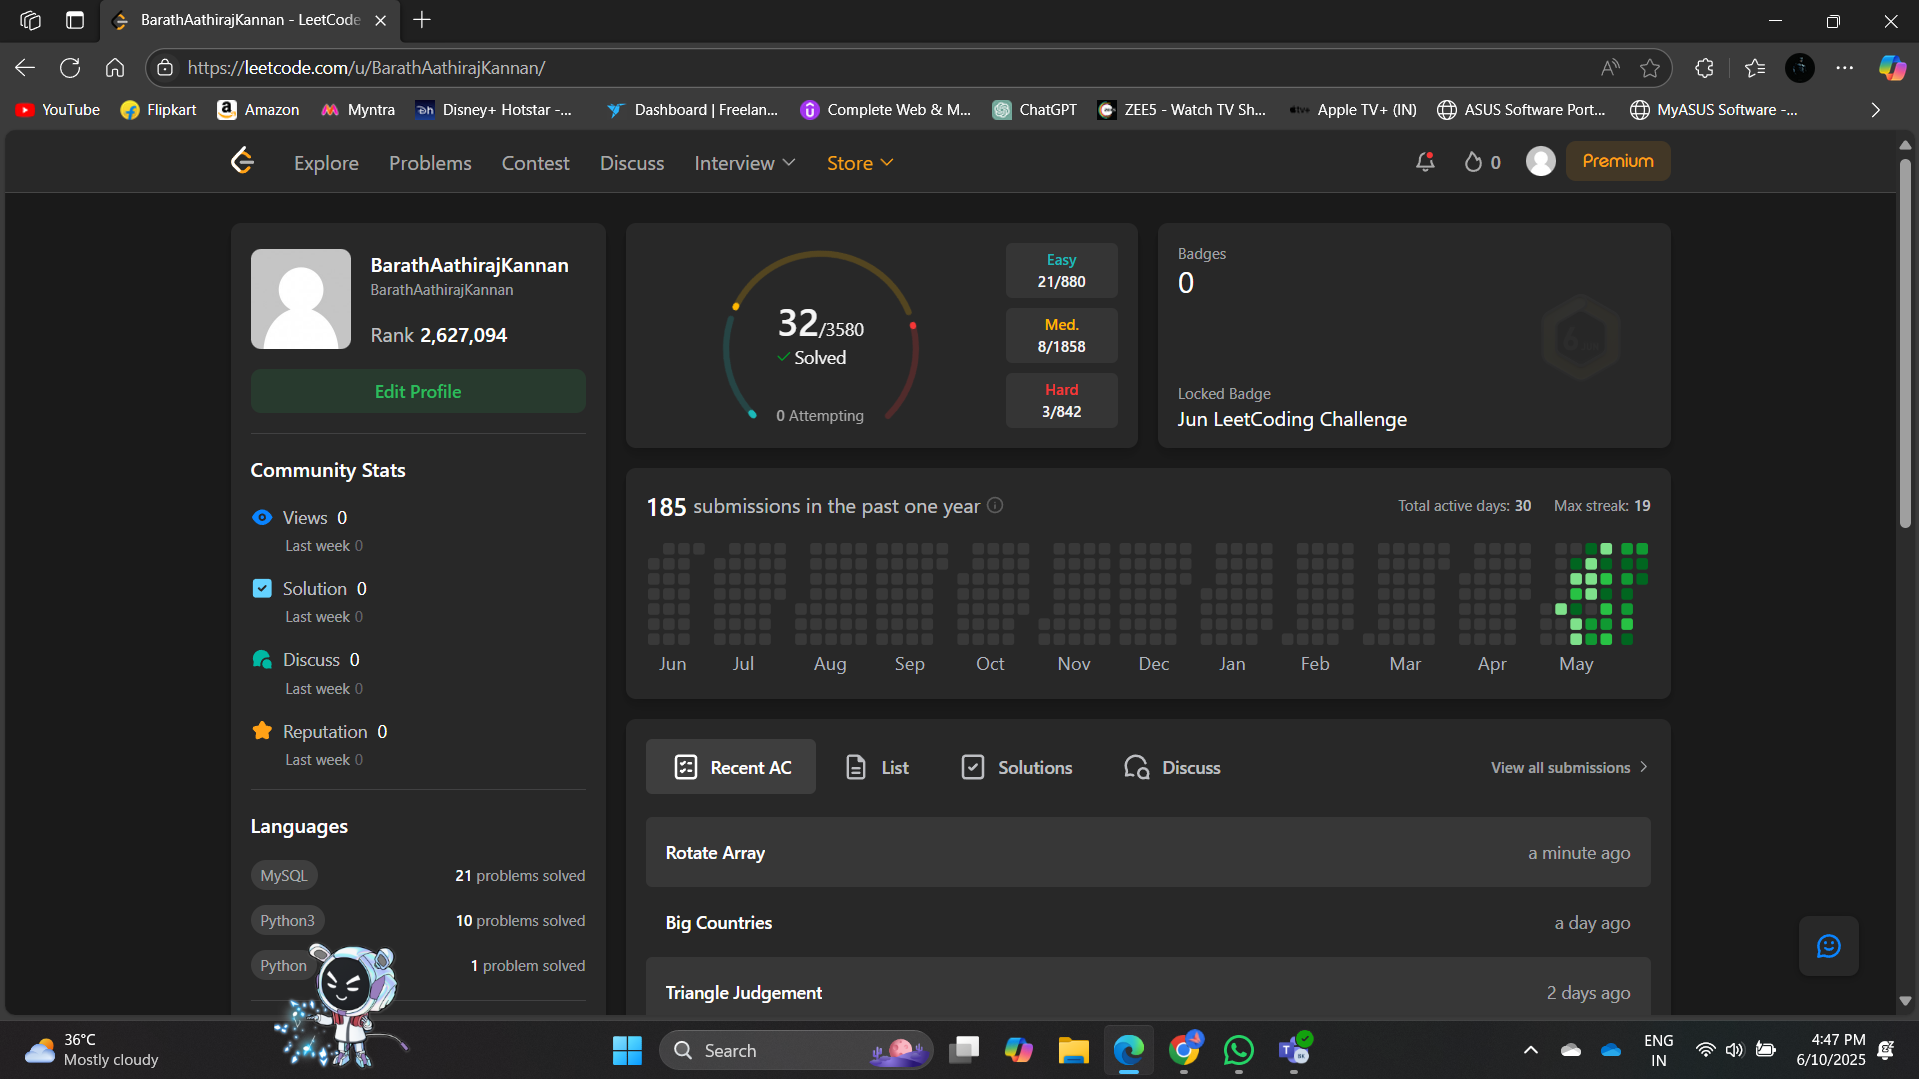 BarathAathirajKannan - LeetCode
https://leetcode.com/u/BarathAathirajKannan/
YouTube Flipkart Amazon Myntra Disney+ Hotstar -... Dashboard | Freelan... Complete Web & M... ChatGPT ZEE5 - Watch TV Sh... Apple TV+ (IN) ASUS Software Port... MyASUS Software -...
Explore Problems Contest Discuss Interview Store 0 Premium
BarathAathirajKannan
BarathAathirajKannan
Rank 2,627,094
Edit Profile
Community Stats
Views 0
Last week 0
Solution 0
Last week 0
Discuss 0
Last week 0
Reputation 0
Last week 0
Languages
MySQL 21 problems solved
Python3 10 problems solved
Python 1 problem solved
32/3580
Solved
0 Attempting
Easy
21/880
Med.
8/1858
Hard
3/842
Badges
0
Locked Badge
Jun LeetCoding Challenge
185 submissions in the past one year Total active days: 30 Max streak: 19
Jun Jul Aug Sep Oct Nov Dec Jan Feb Mar Apr May
Recent AC List Solutions Discuss View all submissions
Rotate Array a minute ago
Big Countries a day ago
Triangle Judgement 2 days ago
36°C
Mostly cloudy
Search
ENG
IN
4:47 PM
6/10/2025